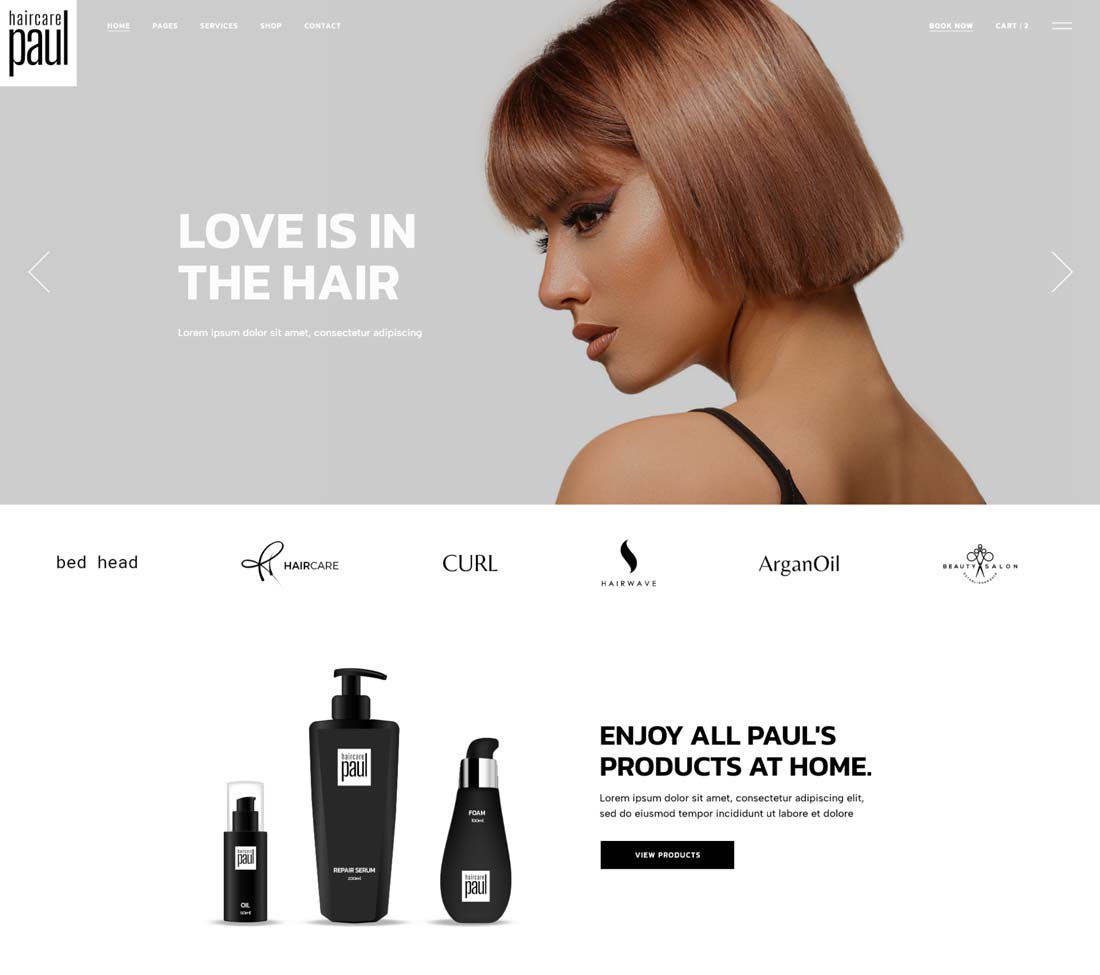 haircare
paul
HOME PAGES SERVICES SHOP CONTACT
BOOK NOW CART | 2
LOVE IS IN
THE HAIR
Lorem ipsum dolor sit amet, consectetur adipiscing
bed head
HAIRCARE
CURL
HAIRWAVE
ArganOil
BEAUTY SALON
haircare
paul
OIL
50ml
haircare
paul
REPAIR SERUM
200ml
FOAM
100ml
haircare
paul
ENJOY ALL PAUL'S
PRODUCTS AT HOME.
Lorem ipsum dolor sit amet, consectetur adipiscing elit,
sed do eiusmod tempor incididunt ut labore et dolore
VIEW PRODUCTS